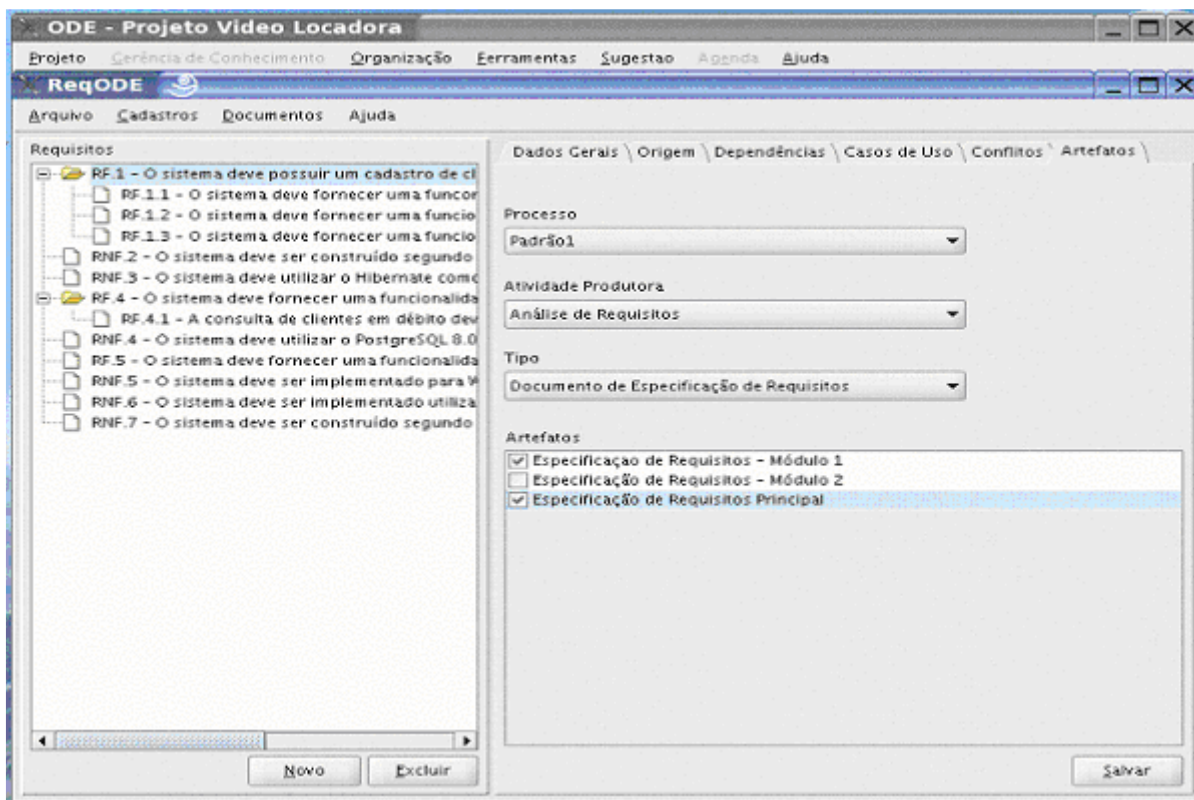 ODE - Projeto Video Locadora
Projeto Gerência de Conhecimento Organização Ferramentas Sugestao Agenda Ajuda
ReqODE
Arquivo Cadastros Documentos Ajuda
Requisitos
RF.1 - O sistema deve possuir um cadastro de cl
RF.1.1 - O sistema deve fornecer uma funcor
RF.1.2 - O sistema deve fornecer uma funcio
RF.1.3 - O sistema deve fornecer uma funcio
RNF.2 - O sistema deve ser construído segundo
RNF.3 - O sistema deve utilizar o Hibernate como
RF.4 - O sistema deve fornecer uma funcionalida
RF.4.1 - A consulta de clientes em débito dev
RNF.4 - O sistema deve utilizar o PostgreSQL 8.0
RF.5 - O sistema deve fornecer uma funcionalida
RNF.5 - O sistema deve ser implementado para W
RNF.6 - O sistema deve ser implementado utiliza
RNF.7 - O sistema deve ser construído segundo
Novo Excluir
Dados Gerais Origem Dependências Casos de Uso Conflitos Artefatos
Processo
Padrão1
Atividade Produtora
Análise de Requisitos
Tipo
Documento de Especificação de Requisitos
Artefatos
Especificaçao de Requisitos - Módulo 1
Especificação de Requisitos - Módulo 2
Especificação de Requisitos Principal
Salvar